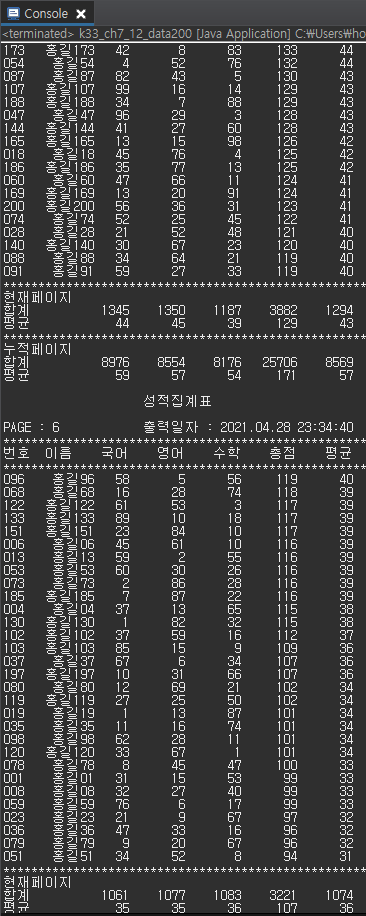 Console
<terminated> k33_ch7_12_data200 [Java Application] C:₩Users₩ho
173 홍길173 42 8 83 133 44
054 홍길54 4 52 76 132 44
087 홍길87 82 43 5 130 43
107 홍길107 99 16 14 129 43
157 홍길157 29 71 29 129 43
188 홍길188 34 7 88 129 43
047 홍길47 96 29 3 128 43
144 홍길144 41 27 60 128 43
165 홍길165 13 15 98 126 42
018 홍길18 45 76 4 125 42
186 홍길186 35 77 13 125 42
060 홍길60 47 66 11 124 41
169 홍길169 13 20 91 124 41
200 홍길200 56 36 31 123 41
074 홍길74 52 25 45 122 41
028 홍길28 21 52 48 121 40
140 홍길140 30 67 23 120 40
088 홍길88 34 64 21 119 40
091 홍길91 59 27 33 119 40
현재페이지
합계 1345 1350 1187 3882 1294
평균 44 45 39 129 43
누적페이지
합계 8976 8554 8176 25706 8569
평균 59 57 54 171 57
성적집계표
PAGE : 6 출력일자 : 2021.04.28 23:34:40
번호 이름 국어 영어 수학 총점 평균
096 홍길96 58 5 56 119 40
068 홍길68 16 28 74 118 39
122 홍길122 61 53 3 117 39
133 홍길133 89 10 18 117 39
151 홍길151 23 84 10 117 39
006 홍길06 45 61 10 116 39
013 홍길13 59 2 55 116 39
053 홍길53 60 30 26 116 39
073 홍길73 2 86 28 116 39
185 홍길185 7 87 22 116 39
004 홍길04 37 13 65 115 38
130 홍길130 1 82 32 115 38
102 홍길102 37 59 16 112 37
103 홍길103 85 15 9 109 36
037 홍길37 67 6 34 107 36
197 홍길197 10 31 66 107 36
080 홍길80 12 69 21 102 34
119 홍길119 27 25 50 102 34
019 홍길19 1 13 87 101 34
035 홍길35 11 16 74 101 34
098 홍길98 62 28 11 101 34
120 홍길120 33 67 1 101 34
078 홍길78 8 45 47 100 33
001 홍길01 31 15 53 99 33
008 홍길08 32 27 40 99 33
059 홍길59 76 6 17 99 33
023 홍길23 21 9 67 97 32
036 홍길36 47 33 16 96 32
079 홍길79 9 20 67 96 32
051 홍길51 34 52 8 94 31
현재페이지
합계 1061 1077 1083 3221 1074
평균 35 35 36 107 36